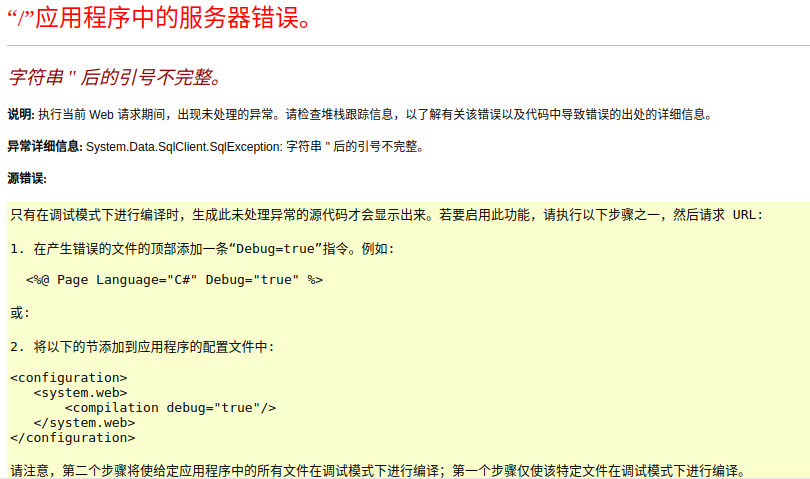 “/”应用程序中的服务器错误。
字符串 '' 后的引号不完整。
说明: 执行当前 Web 请求期间，出现未处理的异常。请检查堆栈跟踪信息，以了解有关该错误以及代码中导致错误的出处的详细信息。
异常详细信息: System.Data.SqlClient.SqlException: 字符串 '' 后的引号不完整。
源错误:
只有在调试模式下进行编译时，生成此未处理异常的源代码才会显示出来。若要启用此功能，请执行以下步骤之一，然后请求 URL:
1. 在产生错误的文件的顶部添加一条“Debug=true”指令。例如:
<%@ Page Language="C#" Debug="true" %>
或:
2. 将以下的节添加到应用程序的配置文件中:
<configuration>
<system.web>
<compilation debug="true"/>
</system.web>
</configuration>
请注意，第二个步骤将使给定应用程序中的所有文件在调试模式下进行编译；第一个步骤仅使该特定文件在调试模式下进行编译。